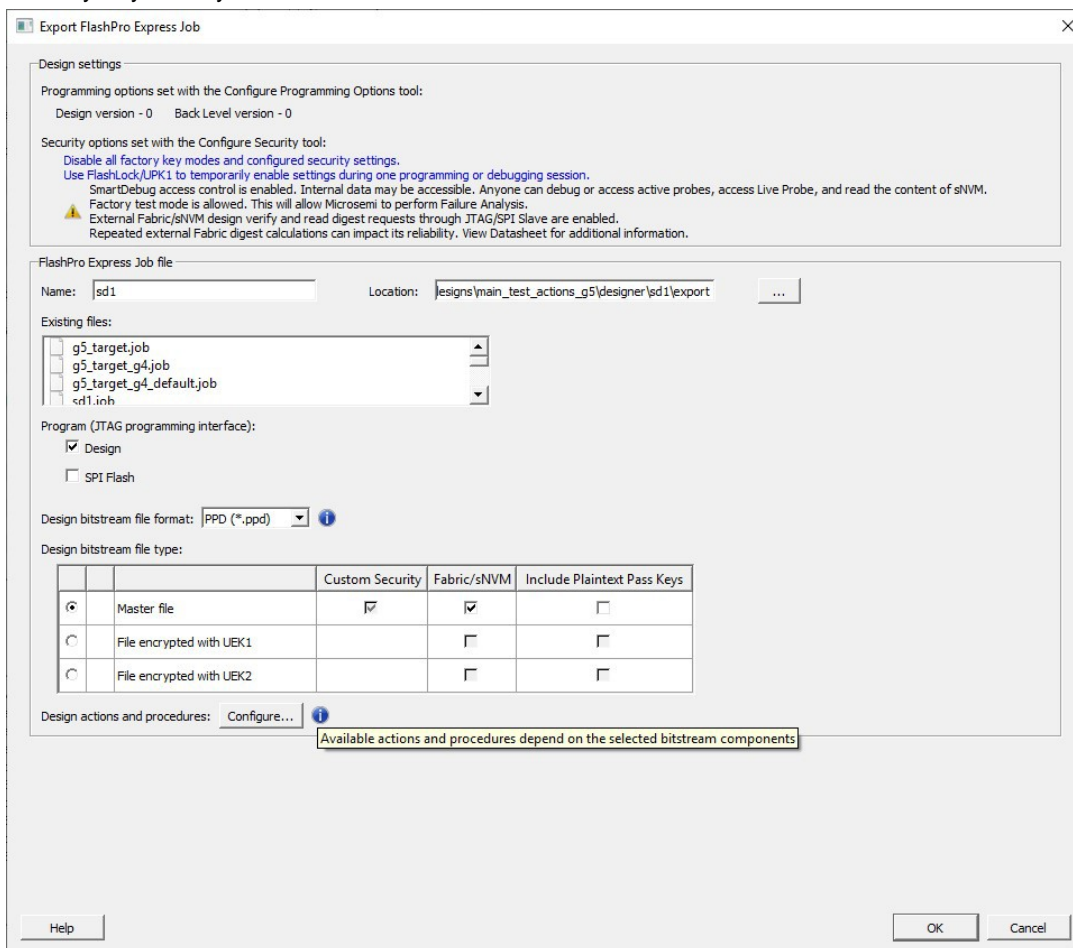 Export FlashPro Express Job
Design settings
Programming options set with the Configure Programming Options tool:
Design version - 0 Back Level version - 0
Security options set with the Configure Security tool:
Disable all factory key modes and configured security settings.
Use FlashLock/UPK1 to temporarily enable settings during one programming or debugging session.
SmartDebug access control is enabled. Internal data may be accessible. Anyone can debug or access active probes, access Live Probe, and read the content of sNVM.
Factory test mode is allowed. This will allow Microsemi to perform Failure Analysis.
External Fabric/sNVM design verify and read digest requests through JTAG/SPI Slave are enabled.
Repeated external Fabric digest calculations can impact its reliability. View Datasheet for additional information.
FlashPro Express Job file
Name: sd1 Location: esigns\main_test_actions_g5\designer\sd1\export ...
Existing files:
g5_target.job
g5_target_g4.job
g5_target_g4_default.job
sd1.job
Program (JTAG programming interface):
Design
SPI Flash
Design bitstream file format: PPD (*.ppd)
Design bitstream file type:
Custom Security Fabric/sNVM Include Plaintext Pass Keys
Master file
File encrypted with UEK1
File encrypted with UEK2
Design actions and procedures: Configure...
Available actions and procedures depend on the selected bitstream components
Help OK Cancel